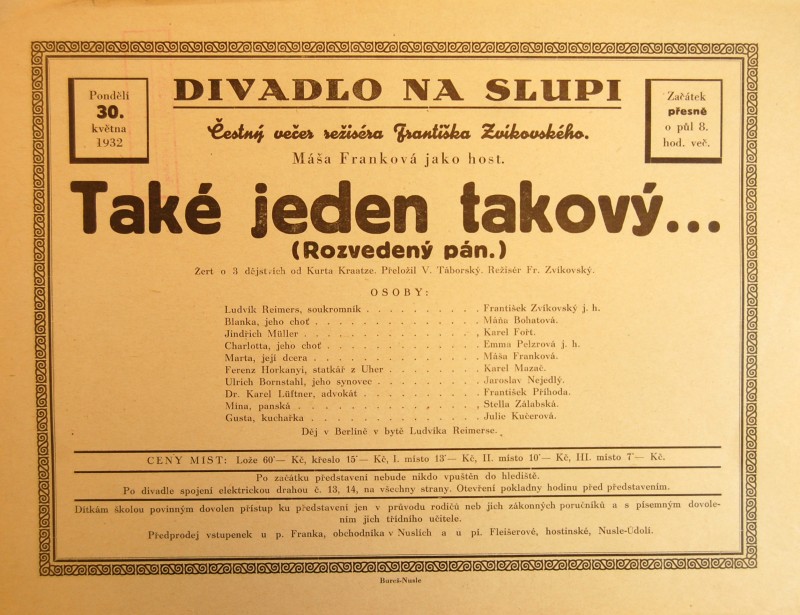 Pondělí
30.
května
1932
DIVADLO NA SLUPI
Čestný večer režiséra Františka Zvíkovského.
Máša Franková jako host.
Začátek
přesně
o půl 8.
hod. več.
Také jeden takový...
(Rozvedený pán.)
Žert o 3 dějstvích od Kurta Kraatze. Přeložil V. Táborský. Režisér Fr. Zvíkovský.
OSOBY:
Ludvík Reimers, soukromník . . . . . . . . . František Zvíkovský j. h.
Blanka, jeho choť . . . . . . . . . . . . . Máňa Bohatová.
Jindřich Müller . . . . . . . . . . . . . . Karel Fořt.
Charlotta, jeho choť . . . . . . . . . . . . Emma Pelzrová j. h.
Marta, její dcera . . . . . . . . . . . . . Máša Franková.
Ferenz Horkanyi, statkář z Uher . . . . . . . Karel Mazač.
Ulrich Bornstahl, jeho synovec . . . . . . . . Jaroslav Nejedlý.
Dr. Karel Lüftner, advokát . . . . . . . . . . František Příhoda.
Mina, panská . . . . . . . . . . . . . . . Stella Zálabská.
Gusta, kuchařka . . . . . . . . . . . . . . Julie Kučerová.
Děj v Berlíně v bytě Ludvíka Reimerse.
CENY MÍST: Lože 60·— Kč, křeslo 15·— Kč, I. místo 13·— Kč, II. místo 10·— Kč, III. místo 7·— Kč.
Po začátku představení nebude nikdo vpuštěn do hlediště.
Po divadle spojení elektrickou drahou č. 13, 14, na všechny strany. Otevření pokladny hodinu před představením.
Dítkám školou povinným dovolen přístup ku představení jen v průvodu rodičů neb jich zákonných poručníků a s písemným dovole-
ním jich třídního učitele.
Předprodej vstupenek u p. Franka, obchodníka v Nuslích a u pí. Fleišerové, hostinské, Nusle-Údolí.
Bareš-Nusle